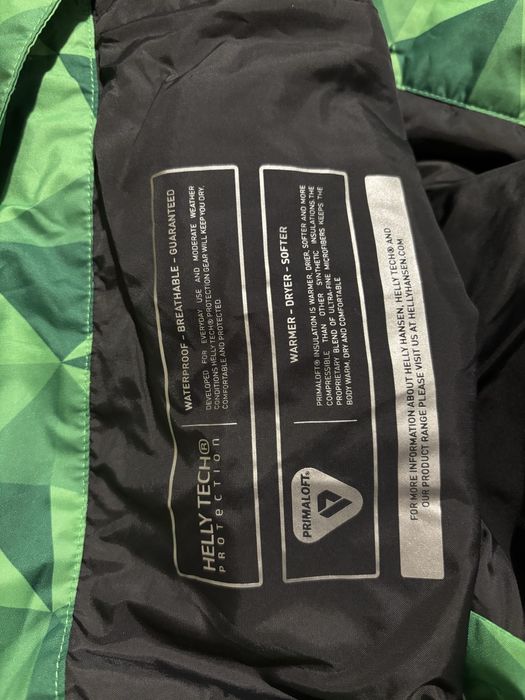 HELLY TECH®
PROTECTION
WATERPROOF - BREATHABLE - GUARANTEED
DEVELOPED FOR EVERYDAY USE AND MODERATE WEATHER
CONDITIONS HELLY TECH® PROTECTION GEAR WILL KEEP YOU DRY,
COMFORTABLE AND PROTECTED.
PRIMALOFT®
WARMER - DRYER - SOFTER
PRIMALOFT® INSULATION IS WARMER, DRIER, SOFTER AND MORE
COMPRESSIBLE THAN OTHER SYNTHETIC INSULATIONS. THE
PROPRIETARY BLEND OF ULTRA-FINE MICROFIBERS KEEPS THE
BODY WARM, DRY AND COMFORTABLE
FOR MORE INFORMATION ABOUT HELLY HANSEN, HELLY TECH® AND
OUR PRODUCT RANGE PLEASE VISIT US AT HELLYHANSEN.COM